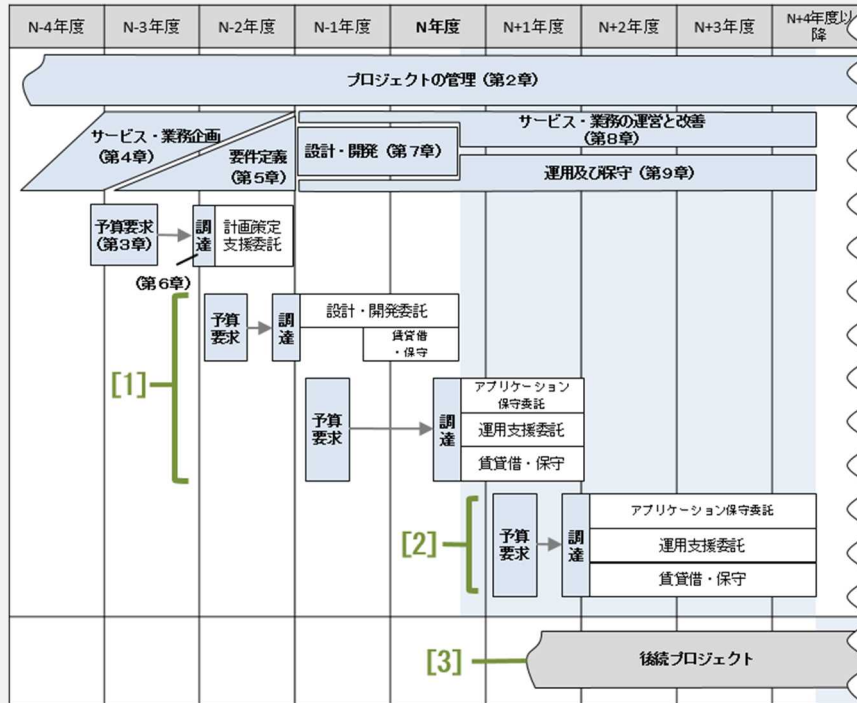 N-4年度
N-3年度
N-2年度
N-1年度
N年度
N+1年度
N+2年度
N+3年度
N+4年度以
降
プロジェクトの管理（第2章）
サービス・業務企画
（第4章）
要件定義
（第5章）
設計・開発（第7章）
サービス・業務の運営と改善
（第8章）
運用及び保守（第9章）
予算要求
（第3章）
調達
計画策定
支援委託
（第6章）
[1]
予算
要求
調達
設計・開発委託
賃貸借
・保守
予算
要求
調達
アプリケーション
保守委託
運用支援委託
賃貸借・保守
[2]
予算
要求
調達
アプリケーション保守委託
運用支援委託
賃貸借・保守
[3]
後続プロジェクト